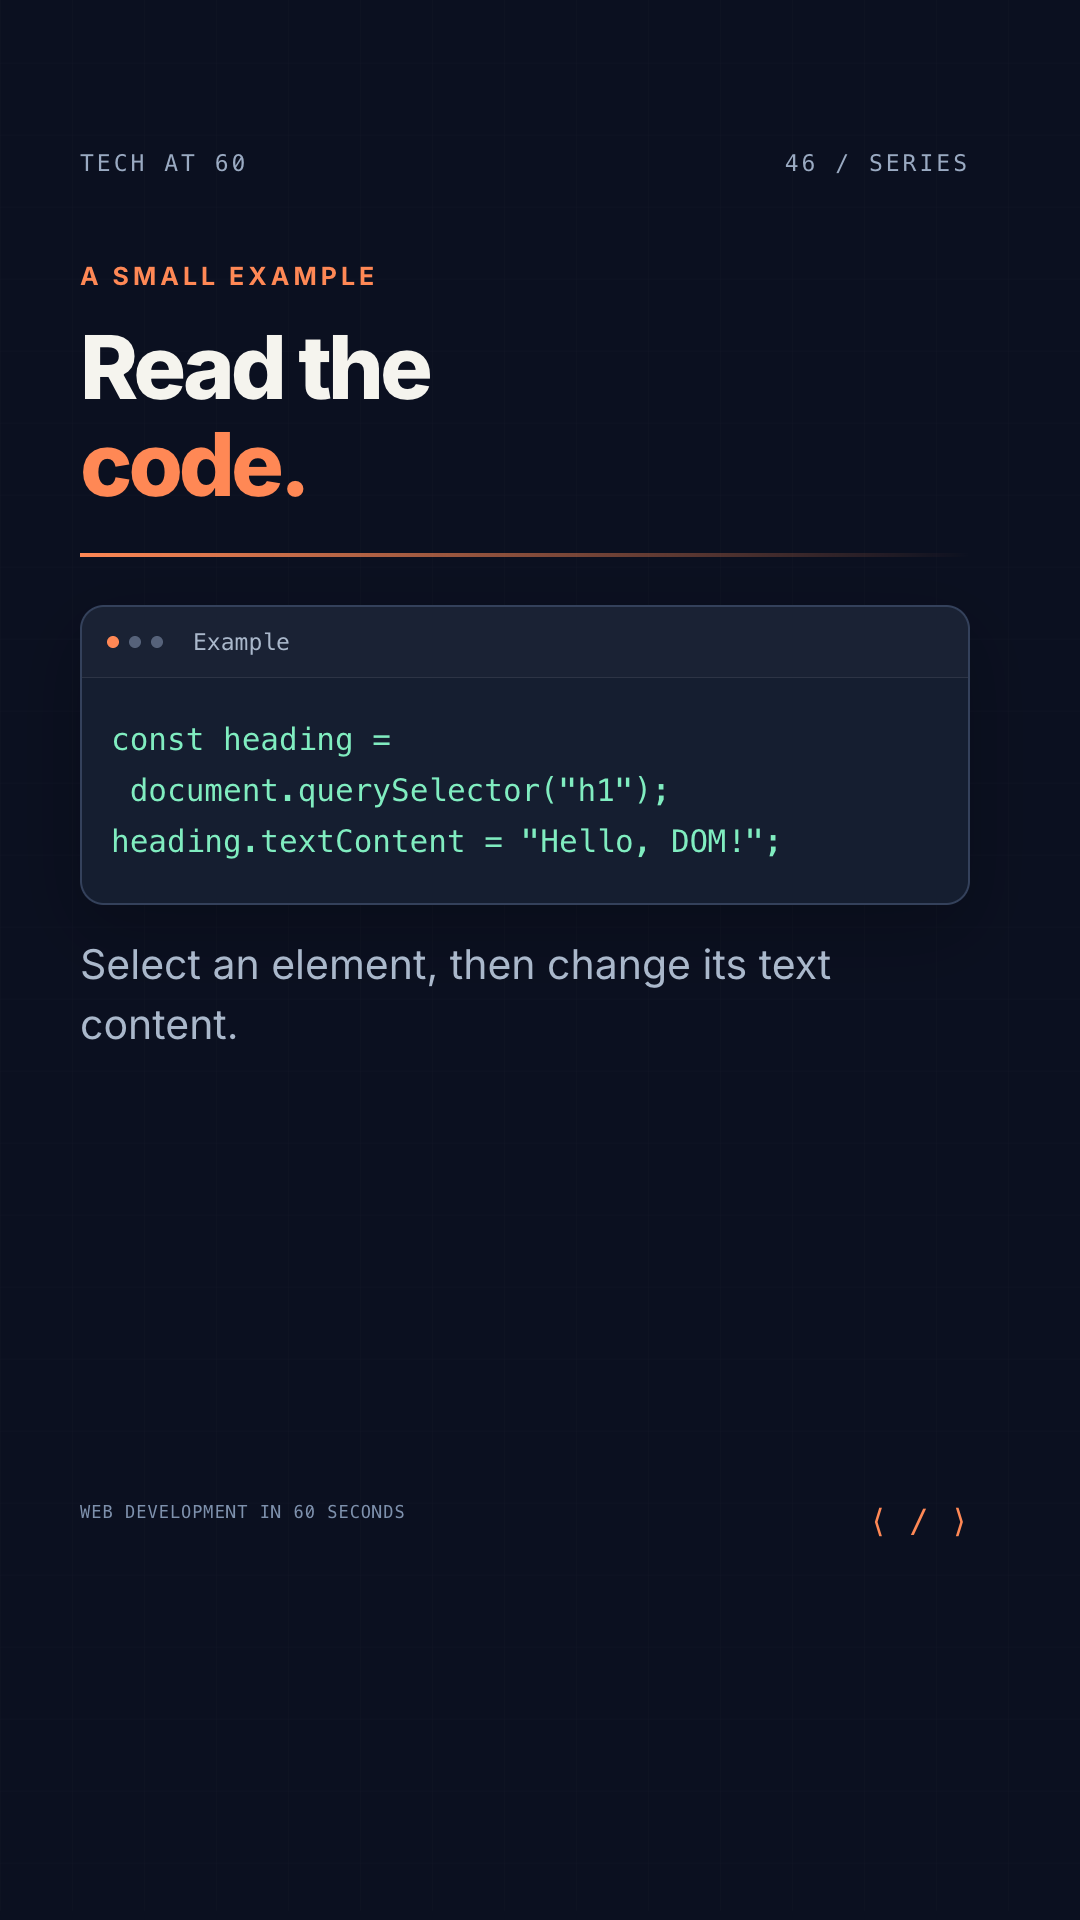 TECH AT 60
46 / SERIES
A SMALL EXAMPLE
Read the
code.
Example
const heading =
 document.querySelector("h1");
heading.textContent = "Hello, DOM!";
Select an element, then change its text
content.
WEB DEVELOPMENT IN 60 SECONDS
⟨ / ⟩